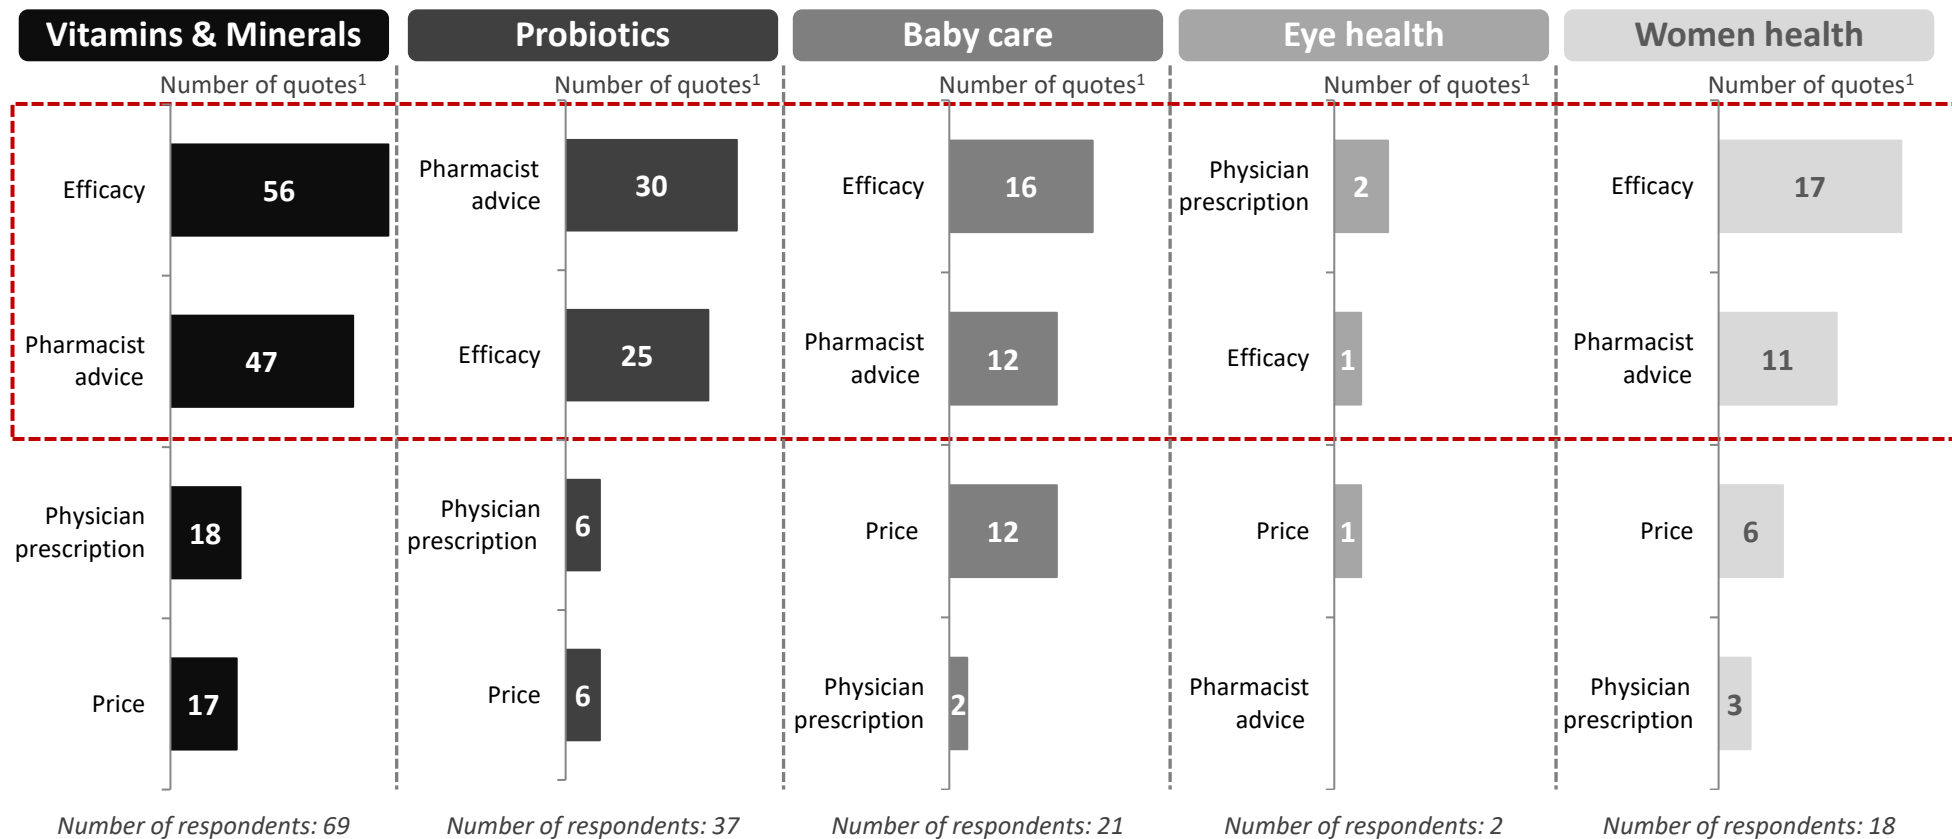 Vitamins & Minerals
Number of quotes1
Efficacy
56
Pharmacist
advice
47
Physician
prescription
18
Price
17
Number of respondents: 69
Probiotics
Number of quotes1
Pharmacist
advice
30
Efficacy
25
Physician
prescription
6
Price
6
Number of respondents: 37
Baby care
Number of quotes1
Efficacy
16
Pharmacist
advice
12
Price
12
Physician
prescription
2
Number of respondents: 21
Eye health
Number of quotes1
Physician
prescription
2
Efficacy
1
Price
1
Pharmacist
advice
Number of respondents: 2
Women health
Number of quotes1
Efficacy
17
Pharmacist
advice
11
Price
6
Physician
prescription
3
Number of respondents: 18